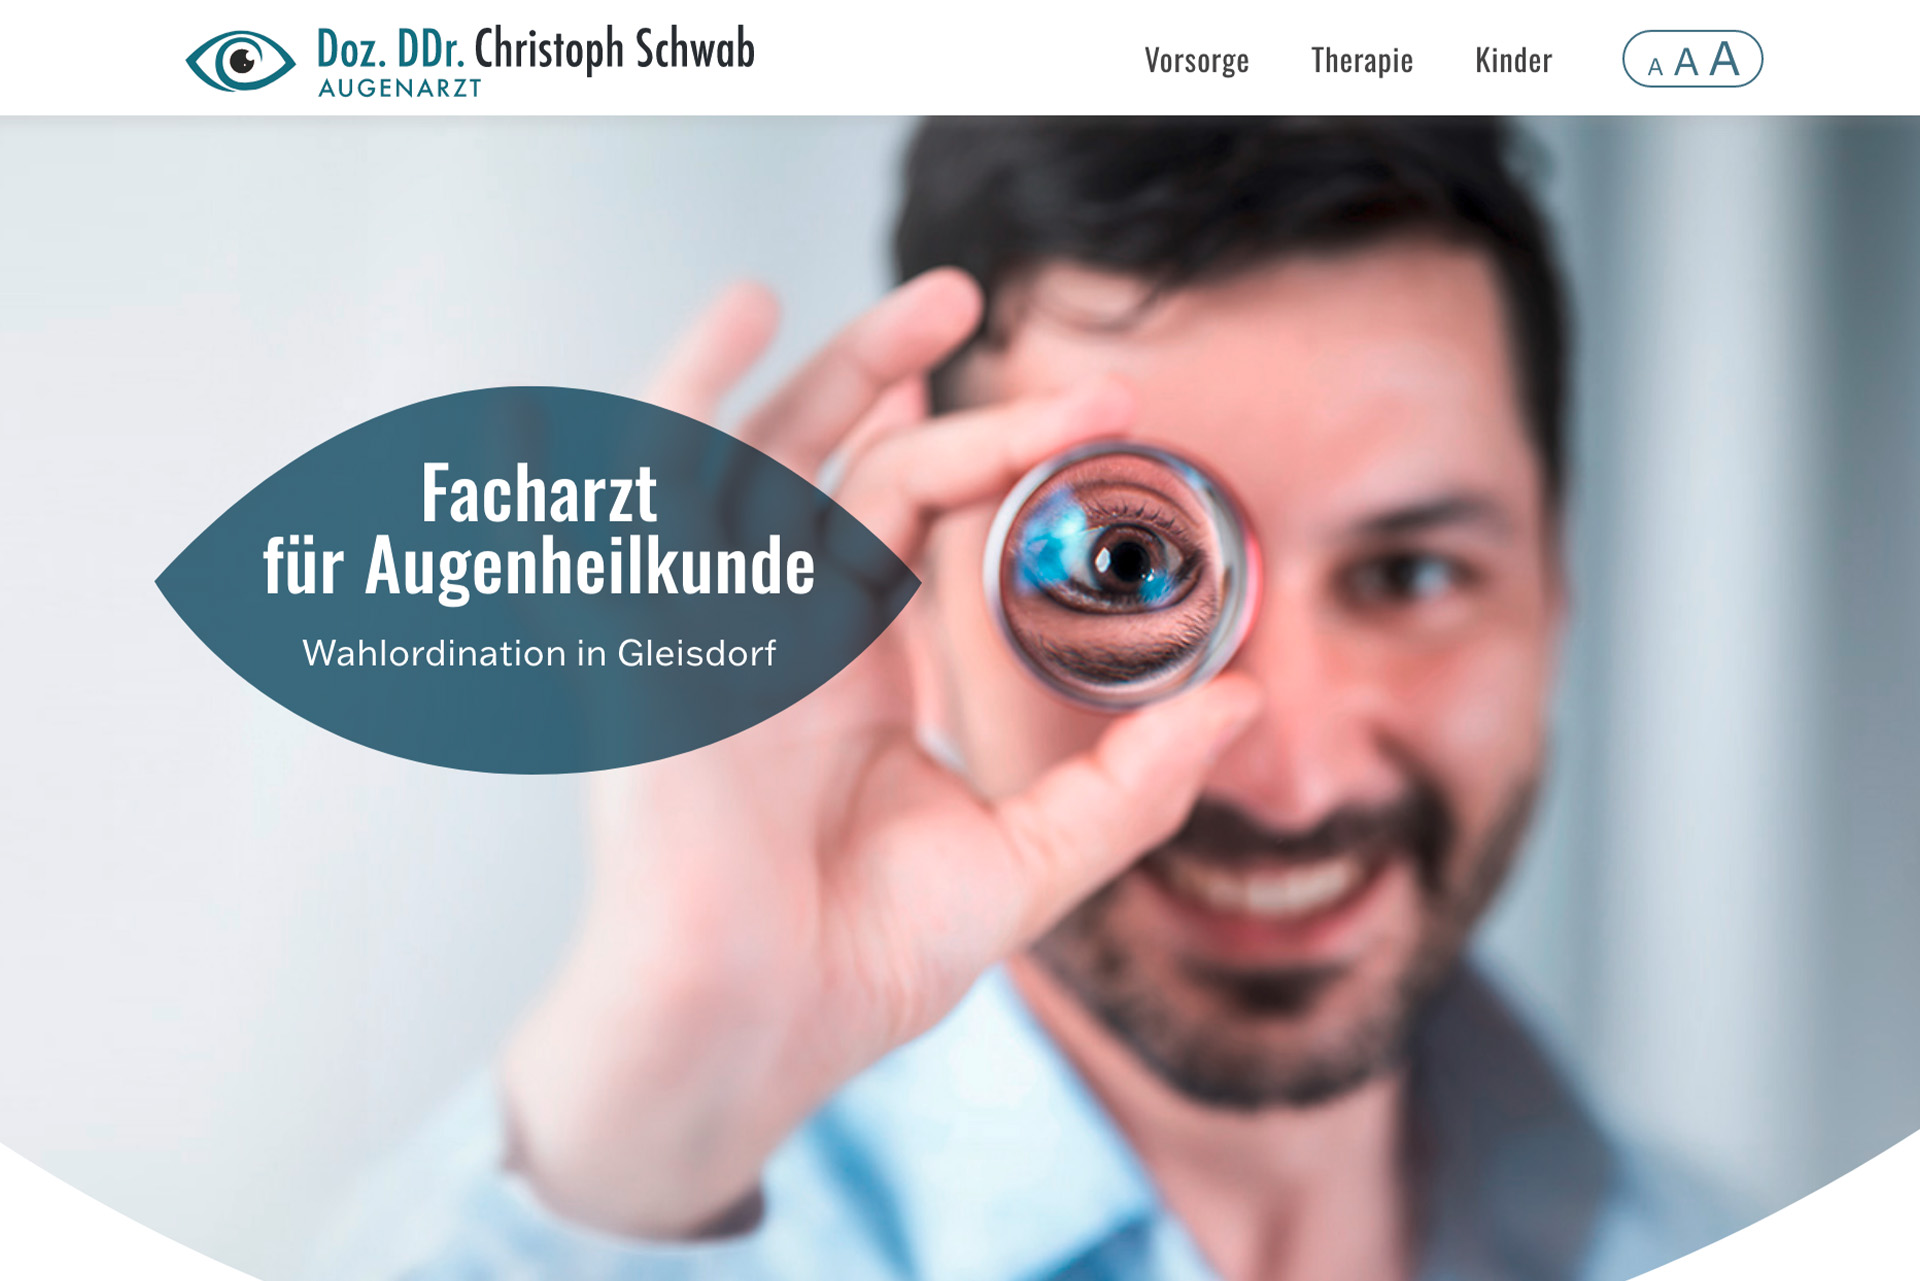 Doz. DDr. Christoph Schwab
AUGENARZT
Vorsorge
Therapie
Kinder
A A A
Facharzt
für Augenheilkunde
Wahlordination in Gleisdorf